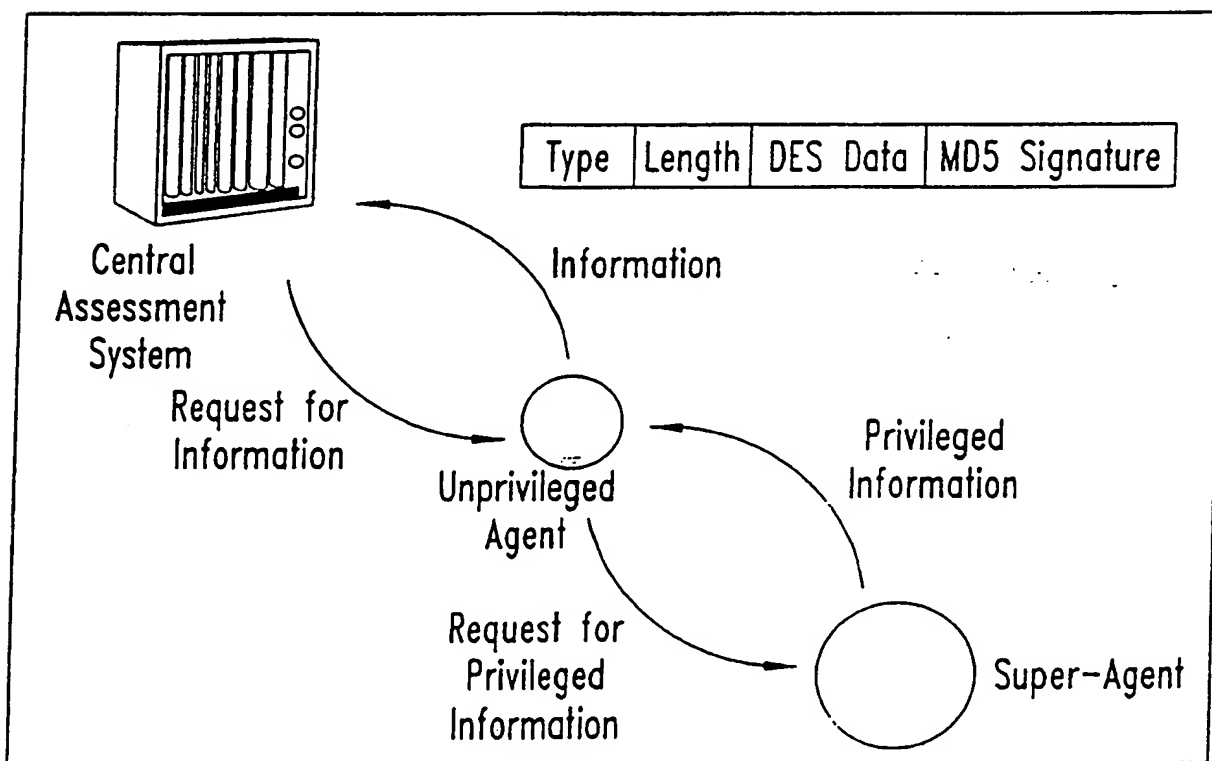 Type Length DES Data MD5 Signature
Central
Assessment
System
Information
Request for
Information
Unprivileged
Agent
Privileged
Information
Request for
Privileged
Information
Super-Agent